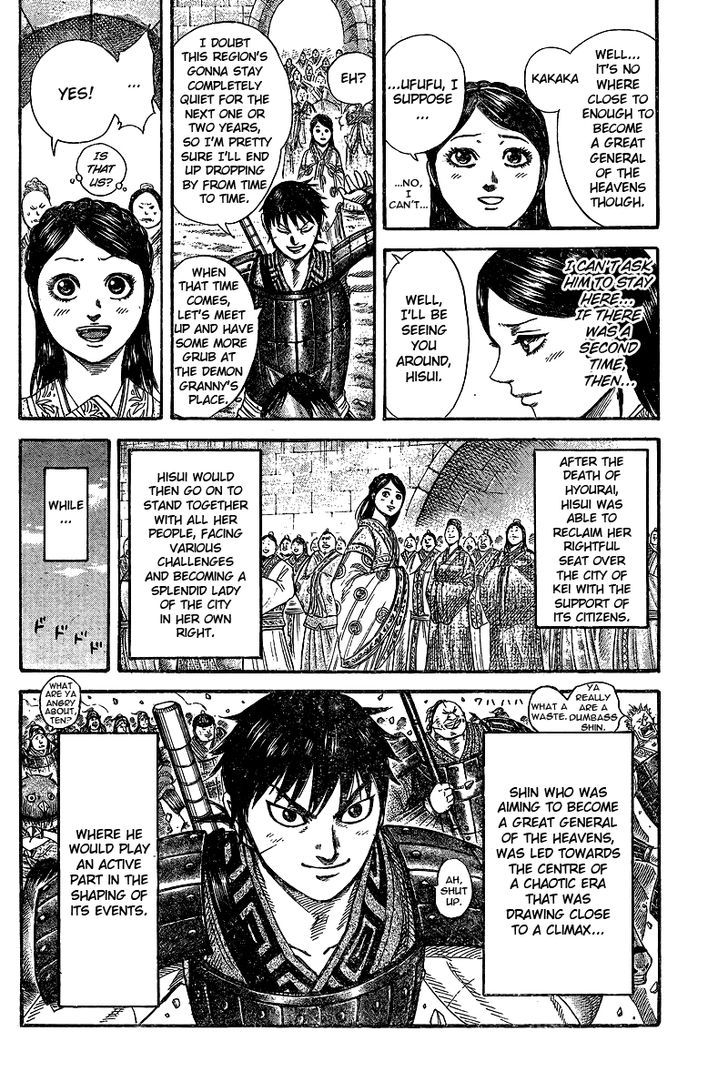 WELL...
IT'S NO
WHERE
CLOSE TO
ENOUGH TO
BECOME
A GREAT
GENERAL
OF THE
HEAVENS
THOUGH.
KAKAKA
...UFUFU, I
SUPPOSE
...
...NO,
I
CAN'T...
I CAN'T ASK
HIM TO STAY
HERE...
IF THERE
WAS A
SECOND
TIME,
THEN...
WELL,
I'LL BE
SEEING
YOU
AROUND,
HISUI.
EH?
I DOUBT
THIS REGION'S
GONNA STAY
COMPLETELY
QUIET FOR
THE NEXT ONE OR
TWO YEARS,
SO I'M PRETTY
SURE I'LL END
UP DROPPING
BY FROM TIME
TO TIME.
WHEN
THAT TIME
COMES,
LET'S MEET
UP AND HAVE
SOME MORE
GRUB AT
THE DEMON
GRANNY'S
PLACE.
...
YES!
IS
THAT
US?
AFTER
THE DEATH
OF
HYOURAI,
HISUI WAS
ABLE TO
RECLAIM HER
RIGHTFUL
SEAT OVER
THE CITY OF
KEI WITH THE
SUPPORT OF
ITS CITIZENS.
HISUI WOULD
THEN GO ON TO
STAND TOGETHER
WITH ALL HER
PEOPLE, FACING
VARIOUS
CHALLENGES
AND BECOMING A
SPLENDID LADY
OF THE CITY
IN HER OWN
RIGHT.
WHILE
...
ド ド ド ド
YA
REALLY
ARE A
DUMBASS
SHIN.
WHAT A
WASTE.
WHAT
ARE YA
ANGRY
ABOUT,
TEN?
SHIN WHO WAS
AIMING TO BECOME
A GREAT GENERAL
OF THE HEAVENS,
WAS LED TOWARDS
THE CENTRE OF
A CHAOTIC ERA
THAT WAS
DRAWING CLOSE
TO A CLIMAX...
AH,
SHUT
UP.
WHERE HE
WOULD PLAY
AN ACTIVE
PART IN THE
SHAPING OF
ITS EVENTS.